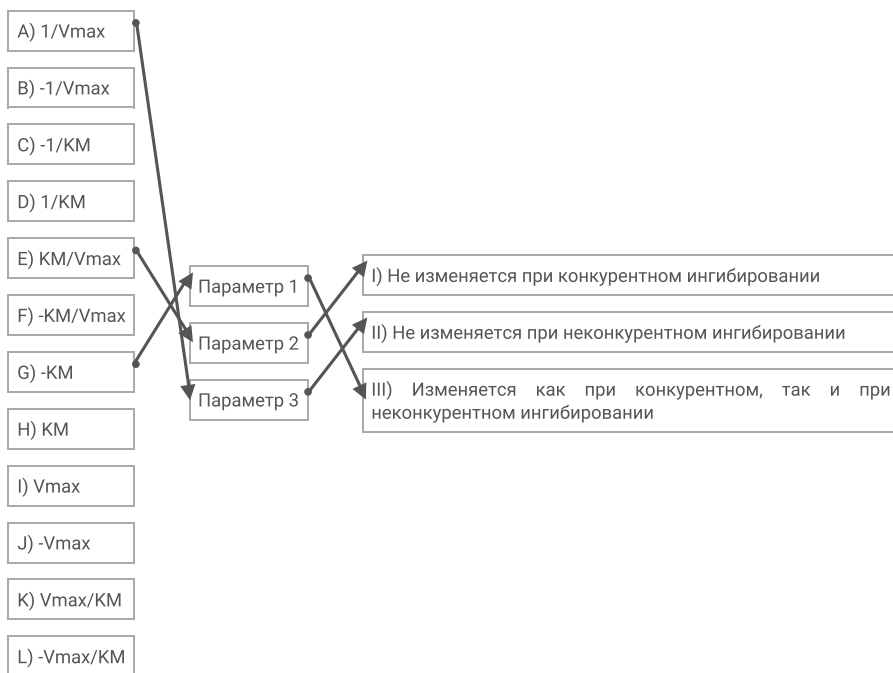 A) 1/Vmax
B) -1/Vmax
C) -1/KM
D) 1/KM
E) KM/Vmax
F) -KM/Vmax
G) -KM
H) KM
I) Vmax
J) -Vmax
K) Vmax/KM
L) -Vmax/KM
Параметр 1
Параметр 2
Параметр 3
I) Не изменяется при конкурентном ингибировании
II) Не изменяется при неконкурентном ингибировании
III) Изменяется как при конкурентном, так и при
неконкурентном ингибировании